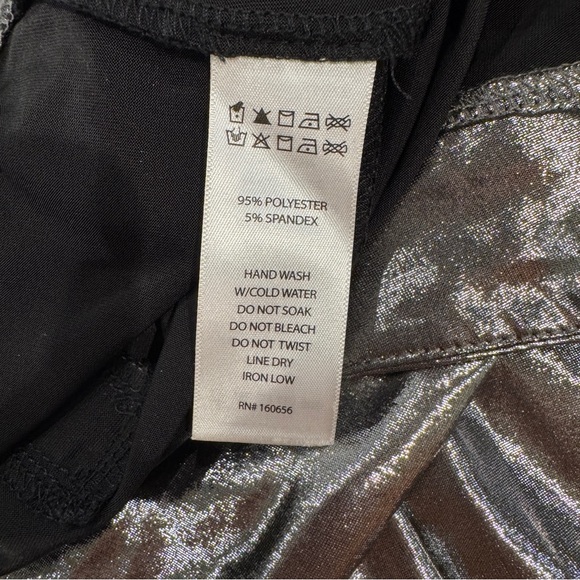 95% POLYESTER
5% SPANDEX
HAND WASH
W/COLD WATER
DO NOT SOAK
DO NOT BLEACH
DO NOT TWIST
LINE DRY
IRON LOW
RN# 160656